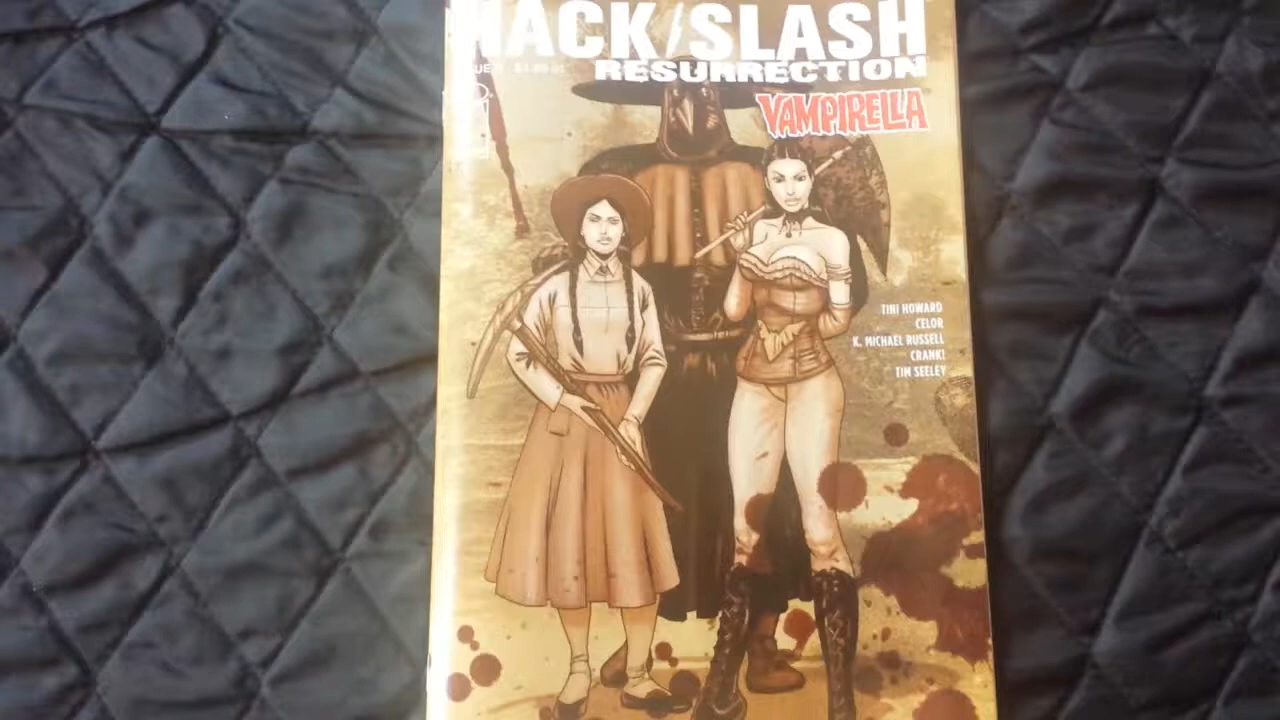 HACK/SLASH
RESURRECTION
VAMPIRELLA
TINI HOWARD
CELOR
K. MICHAEL RUSSELL
CRANK!
TIM SEELEY